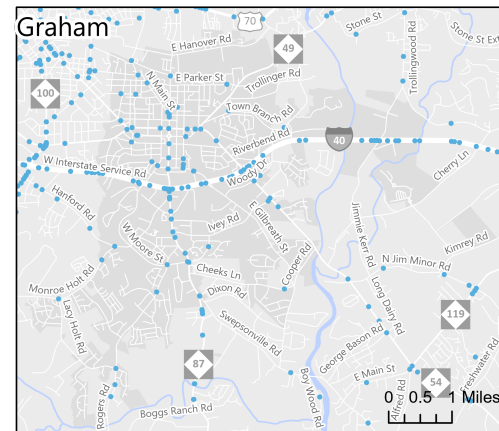 Graham
70
Stone St
Stone St Ext
E Hanover Rd
49
Trollingwood Rd
E Parker St
Trollinger Rd
100
N Main St
Town Branch Rd
Riverbend Rd
40
W Interstate Service Rd
Woody Dr
Cherry Ln
Hanford Rd
E Gilbreath St
Jimmie Kerr Rd
Ivey Rd
W Moore St
Kimrey Rd
Cooper Rd
N Jim Minor Rd
Cheeks Ln
Monroe Holt Rd
Dixon Rd
Long Dairy Rd
Lacy Holt Rd
Swepsonville Rd
119
George Bason Rd
87
E Main St
54
Freshwater Rd
Rogers Rd
Boggs Ranch Rd
Boy Wood Rd
Alfred Rd
0 0.5 1 Miles